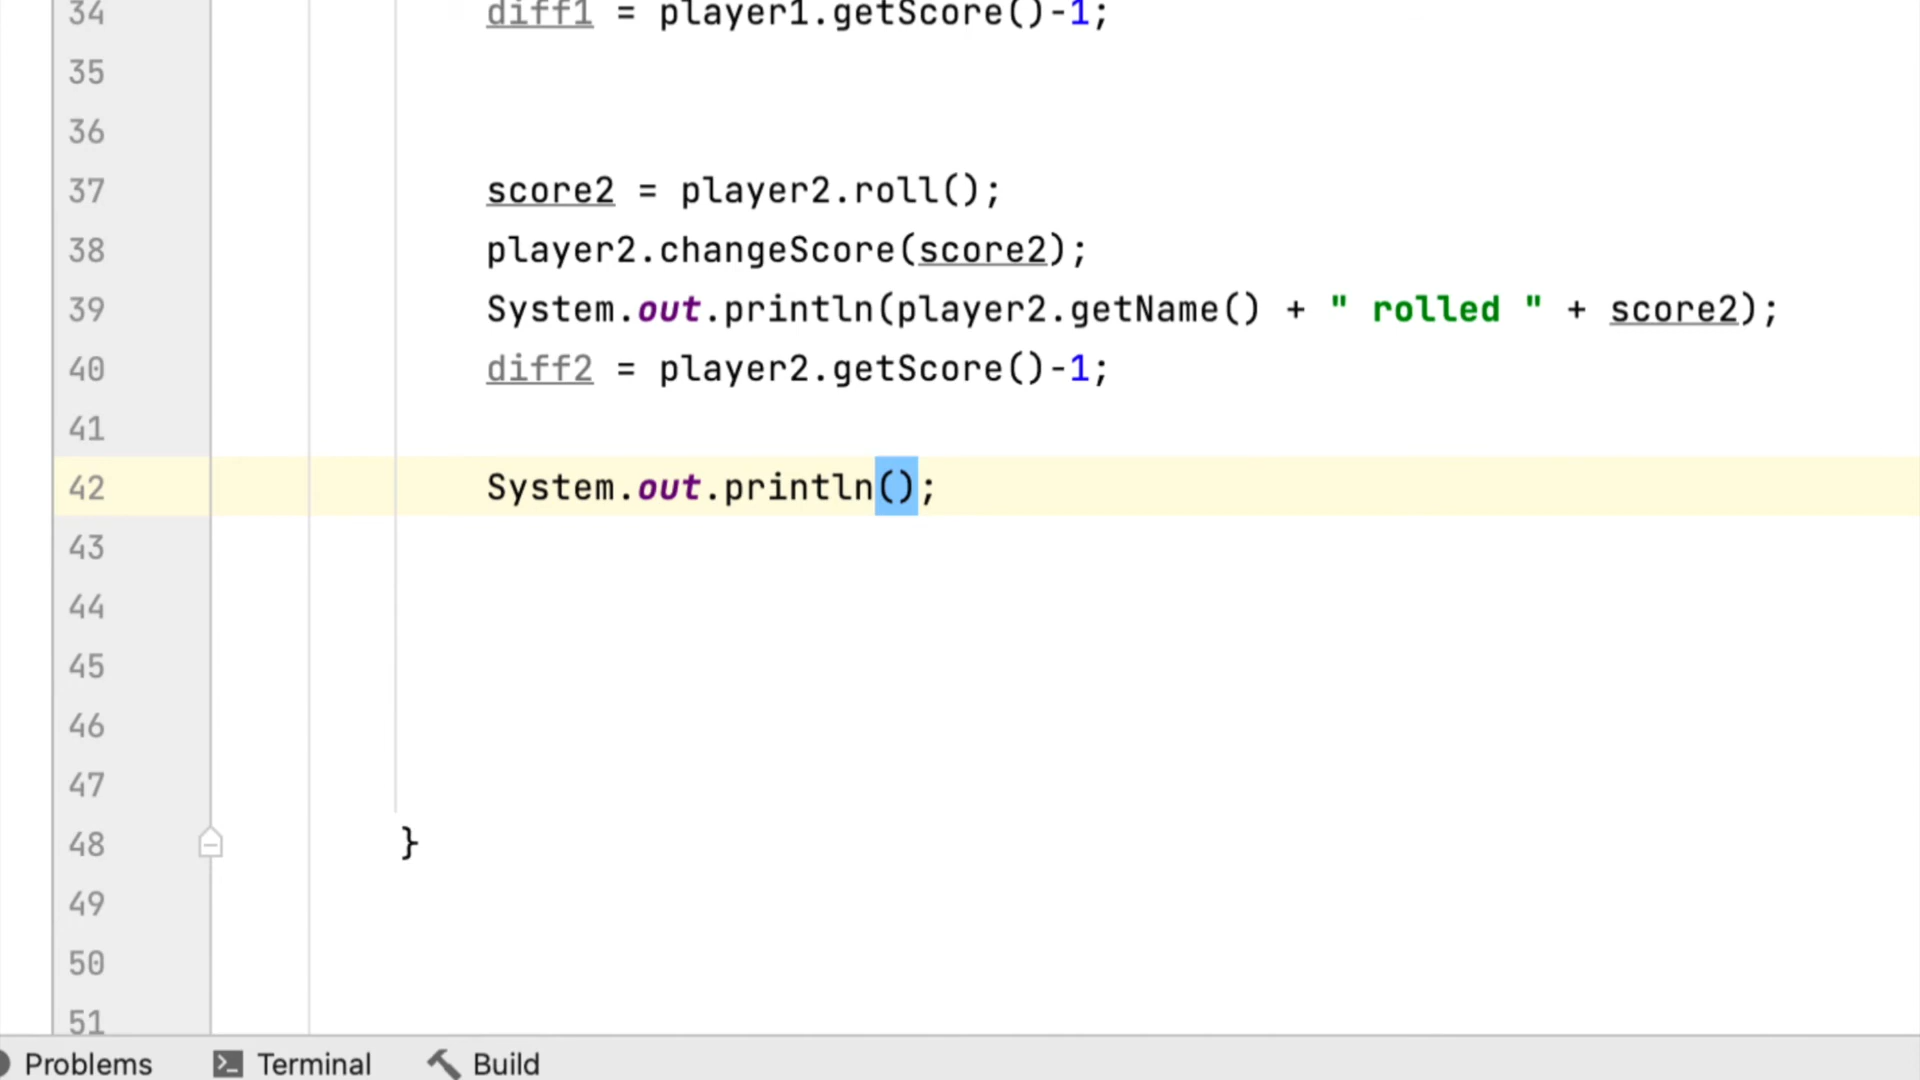 34 diff1 = player1.getScore()-1;
35
36
37 score2 = player2.roll();
38 player2.changeScore(score2);
39 System.out.println(player2.getName() + " rolled " + score2);
40 diff2 = player2.getScore()-1;
41
42 System.out.println();
43
44
45
46
47
48 }
49
50
51
Problems Terminal Build